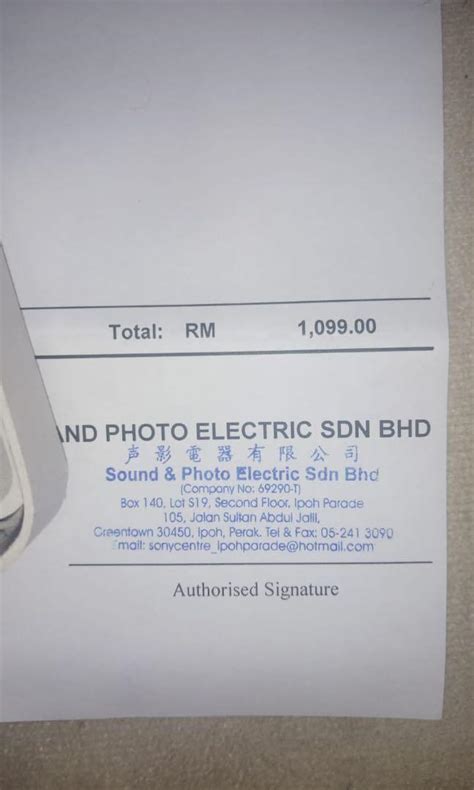 Total: RM 1,099.00
AND PHOTO ELECTRIC SDN BHD
声影電器有限公司
Sound & Photo Electric Sdn Bhd
(Company No: 69290-T)
Box 140, Lot S19, Second Floor, Ipoh Parade
105, Jalan Sultan Abdul Jalil,
Greentown 30450, Ipoh, Perak. Tel & Fax: 05-241 3090
Email: sonycentre_ipohparade@hotmail.com
Authorised Signature